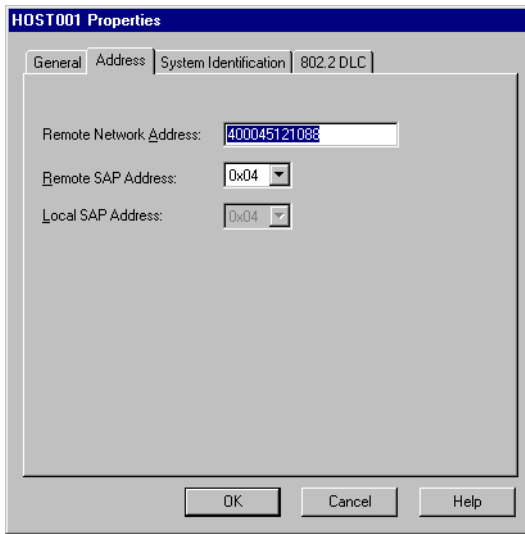 HOST001 Properties
General Address System Identification 802.2 DLC
Remote Network Address: 400045121088
Remote SAP Address: 0x04
Local SAP Address: 0x04
OK Cancel Help